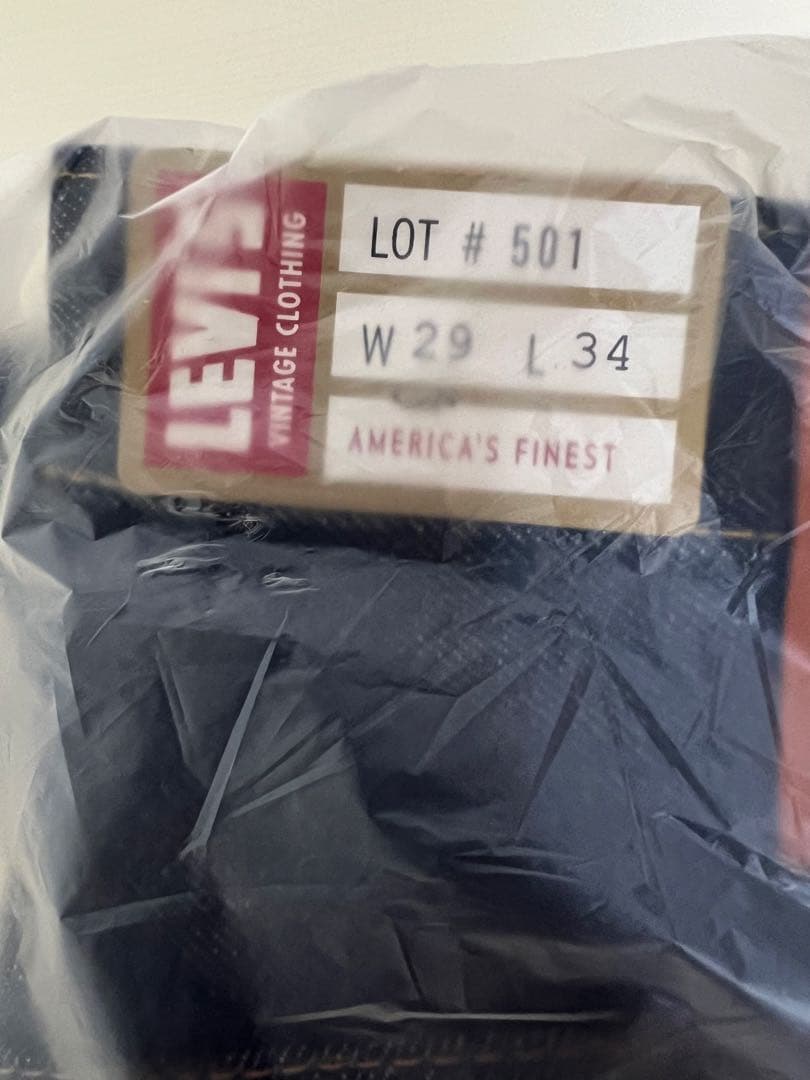 LEVI'S
VINTAGE CLOTHING
LOT # 501
W 29 L 34
AMERICA'S FINEST